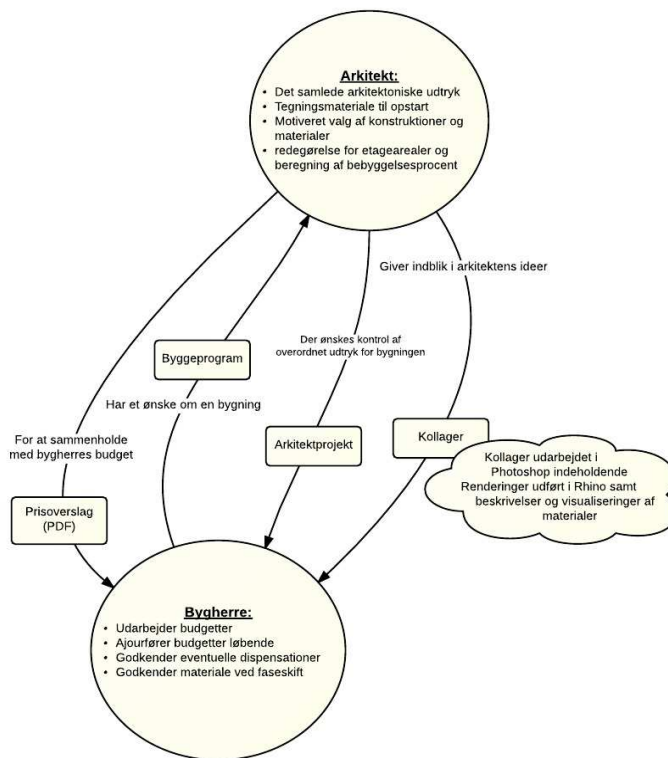 Arkitekt:
• Det samlede arkitektoniske udtryk
• Tegningsmateriale til opstart
• Motiveret valg af konstruktioner og
materialer
• redegørelse for etagearealer og
beregning af bebyggelsesprocent
Giver indblik i arkitektens ideer
Der ønskes kontrol af
overordnet udtryk for bygningen
Byggeprogram
Har et ønske om en bygning
For at sammenholde
med bygherres budget
Arkitektprojekt
Kollager
Kollager udarbejdet i
Photoshop indeholdende
Renderinger udført i Rhino samt
beskrivelser og visualiseringer af
materialer
Prisoverslag
(PDF)
Bygherre:
• Udarbejder budgetter
• Ajourfører budgetter løbende
• Godkender eventuelle dispensationer
• Godkender materiale ved faseskift